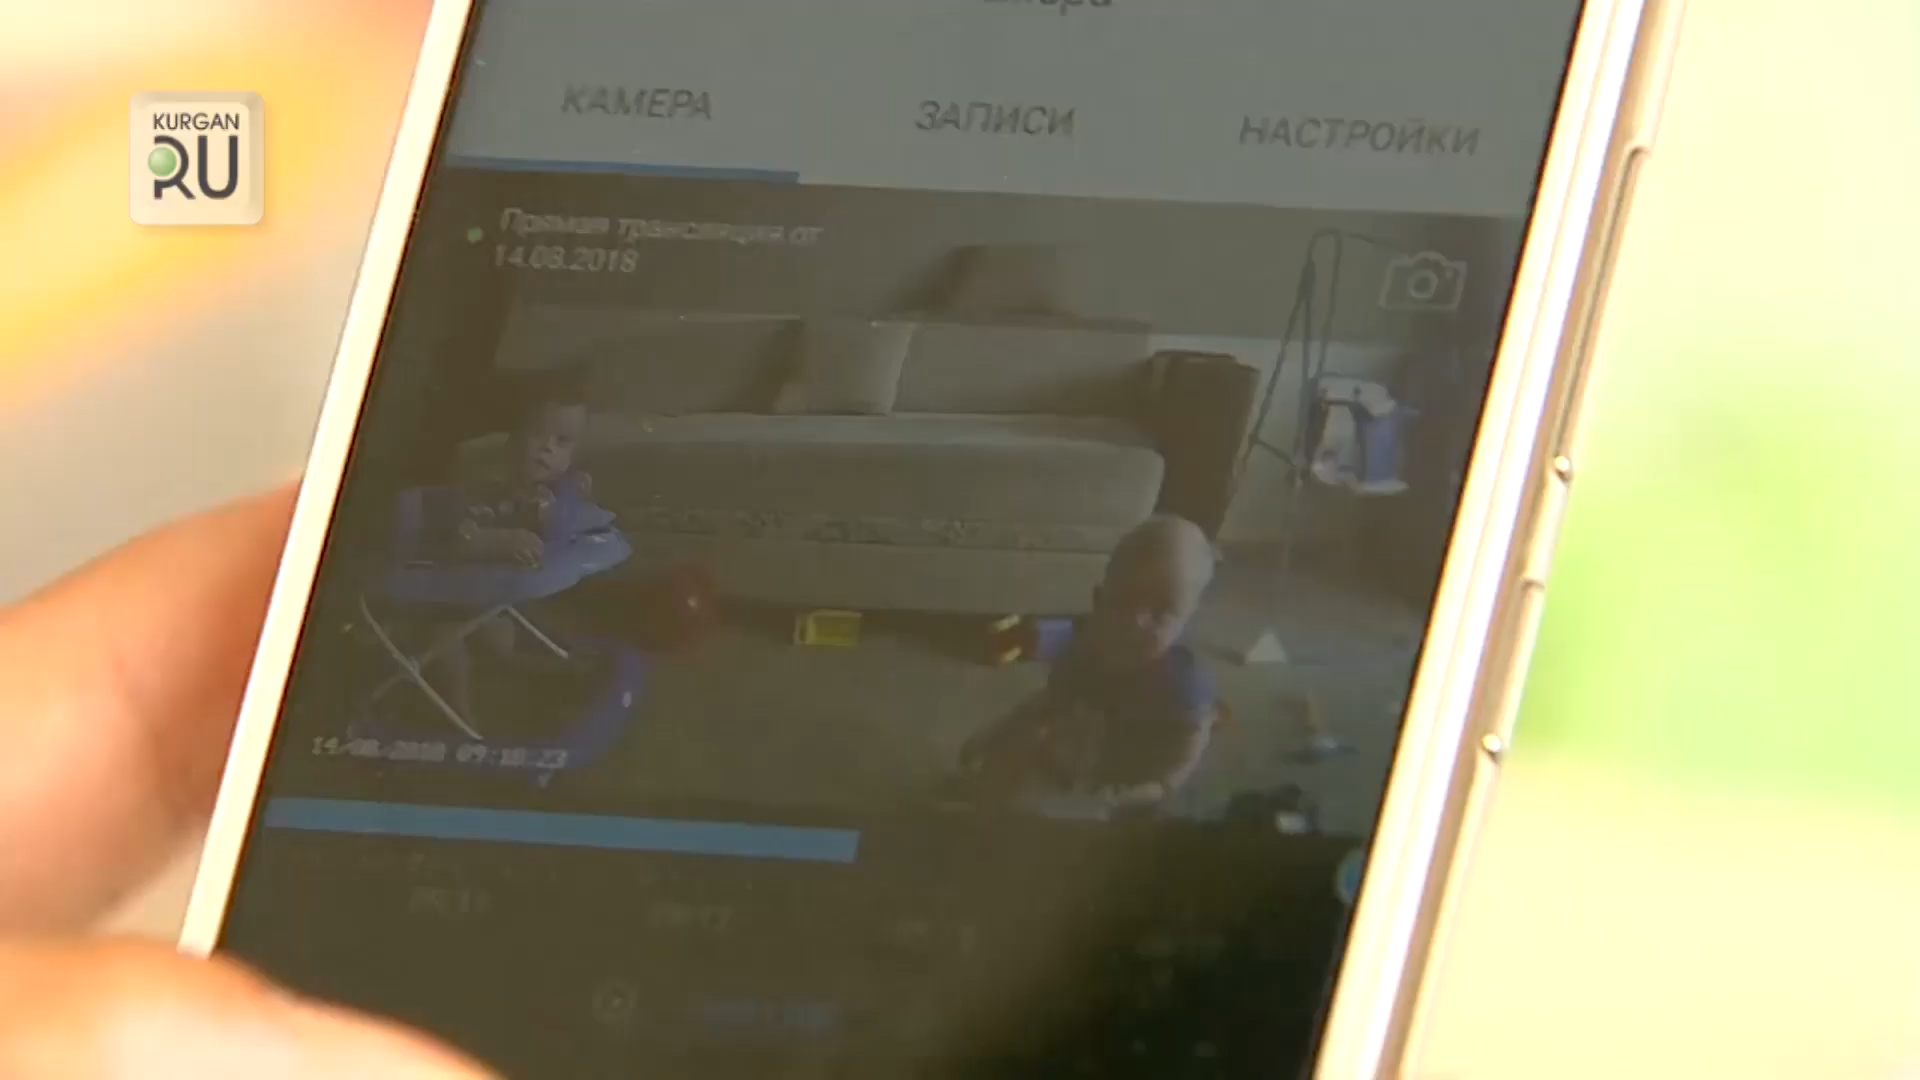 KURGAN
RU
КАМЕРА
ЗАПИСИ
НАСТРОЙКИ
Прямая трансляция от
14.08.2018
14/08/2018 09:18:23